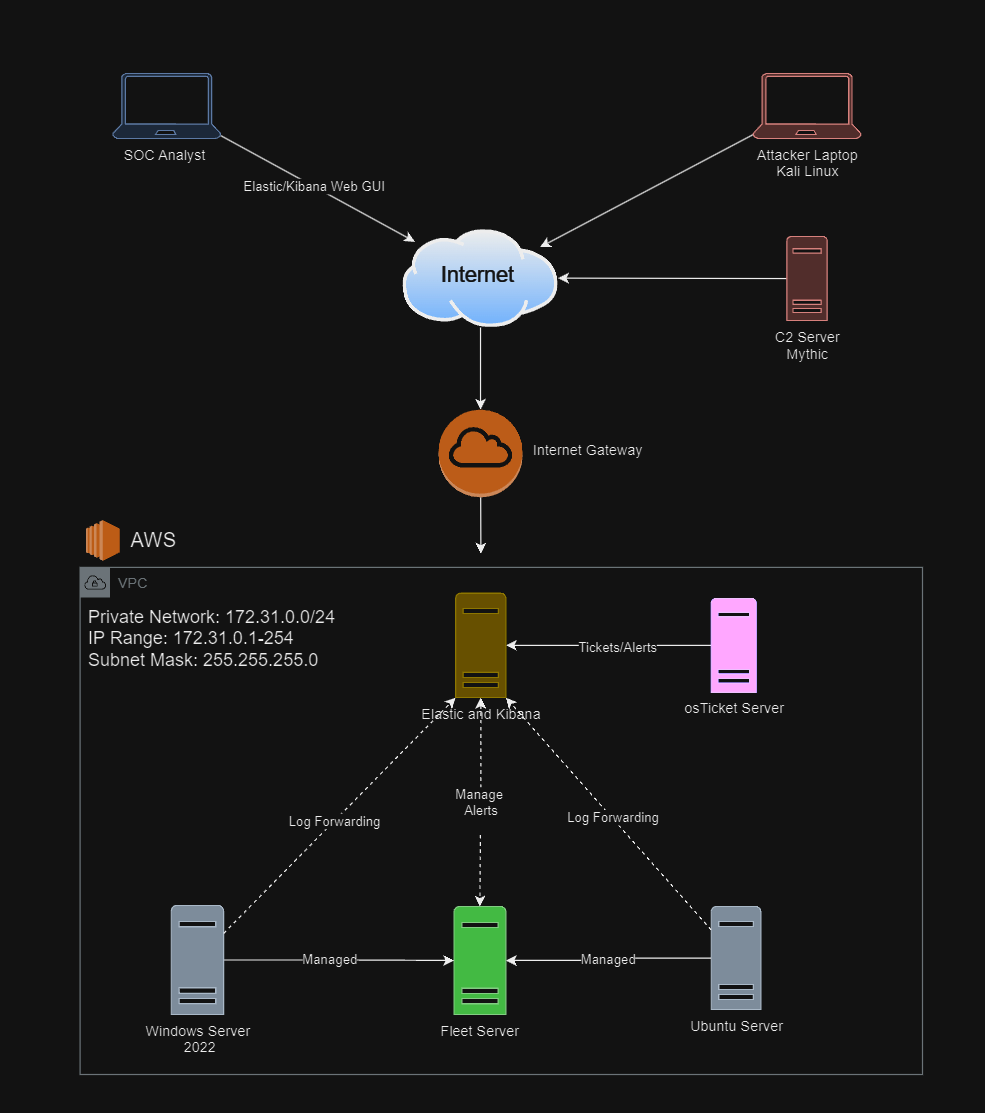 SOC Analyst
Attacker Laptop
Kali Linux
Elastic/Kibana Web GUI
Internet
C2 Server
Mythic
Internet Gateway
AWS
VPC
Private Network: 172.31.0.0/24
IP Range: 172.31.0.1-254
Subnet Mask: 255.255.255.0
Tickets/Alerts
osTicket Server
Elastic and Kibana
Manage
Alerts
Log Forwarding
Log Forwarding
Managed
Managed
Windows Server
2022
Fleet Server
Ubuntu Server